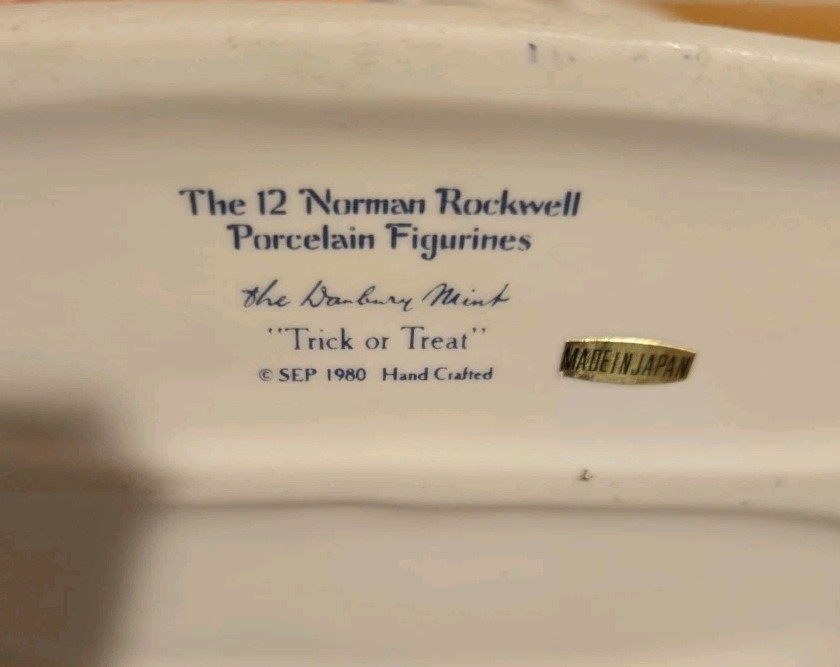 The 12 Norman Rockwell
Porcelain Figurines
the Danbury Mint
"Trick or Treat"
© SEP 1980 Hand Crafted
MADE IN JAPAN